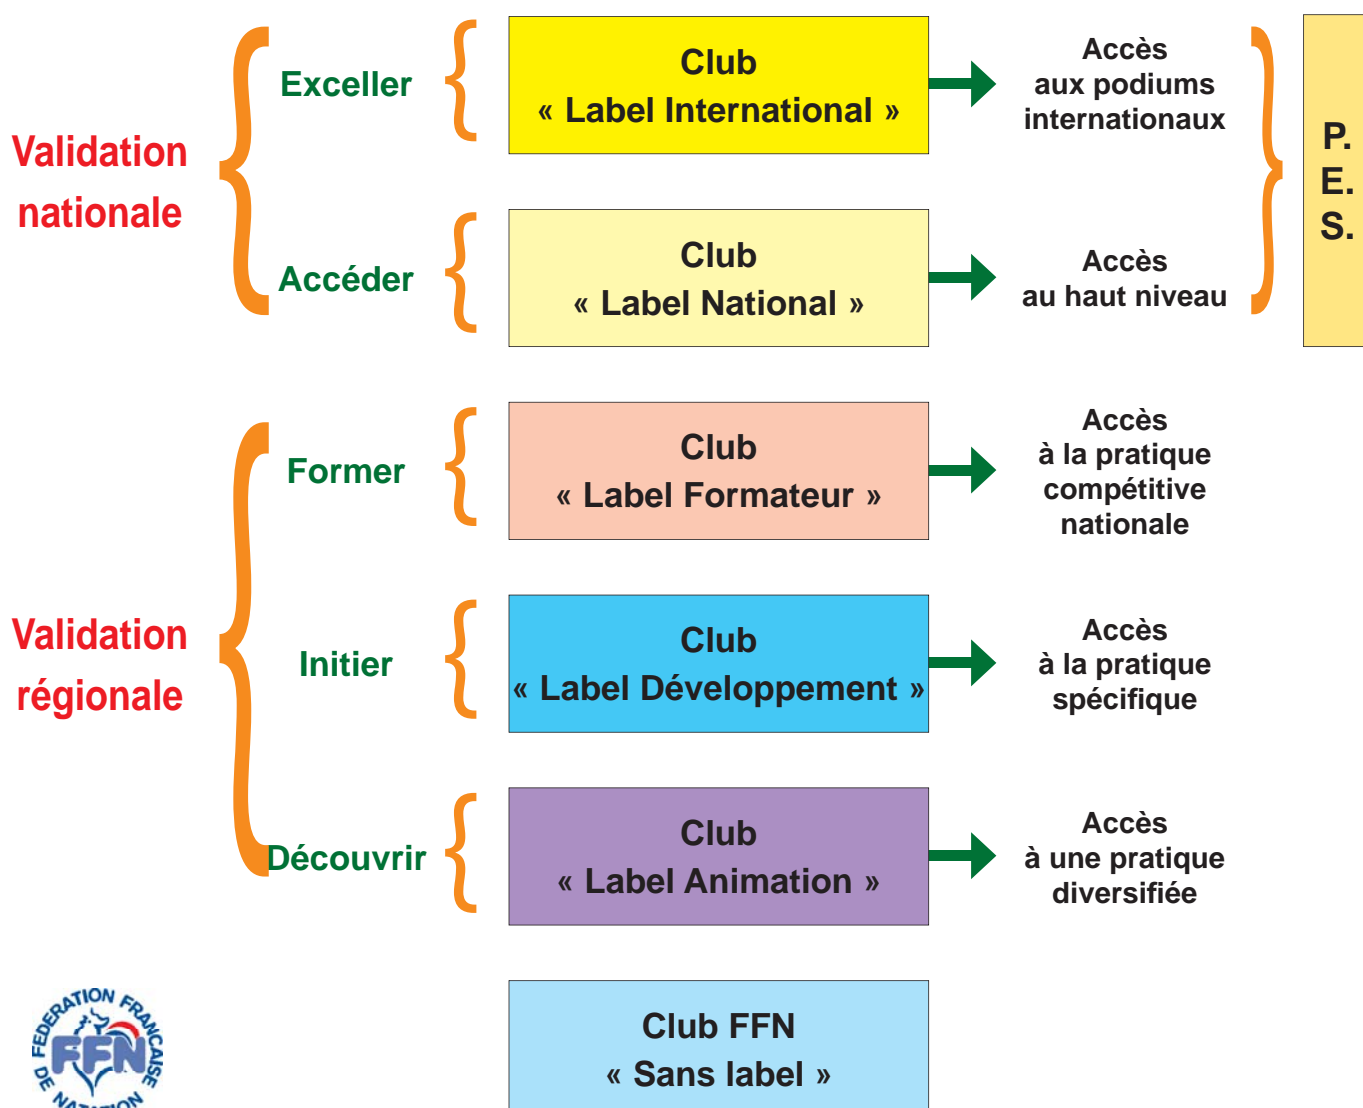 Validation
nationale
Exceller
Club
« Label International »
Accès
aux podiums
internationaux
P.
E.
S.
Accéder
Club
« Label National »
Accès
au haut niveau
Validation
régionale
Former
Club
« Label Formateur »
Accès
à la pratique
compétitive
nationale
Initier
Club
« Label Développement »
Accès
à la pratique
spécifique
Découvrir
Club
« Label Animation »
Accès
à une pratique
diversifiée
FEDERATION FRANCAISE
DE NATATION
FFN
Club FFN
« Sans label »